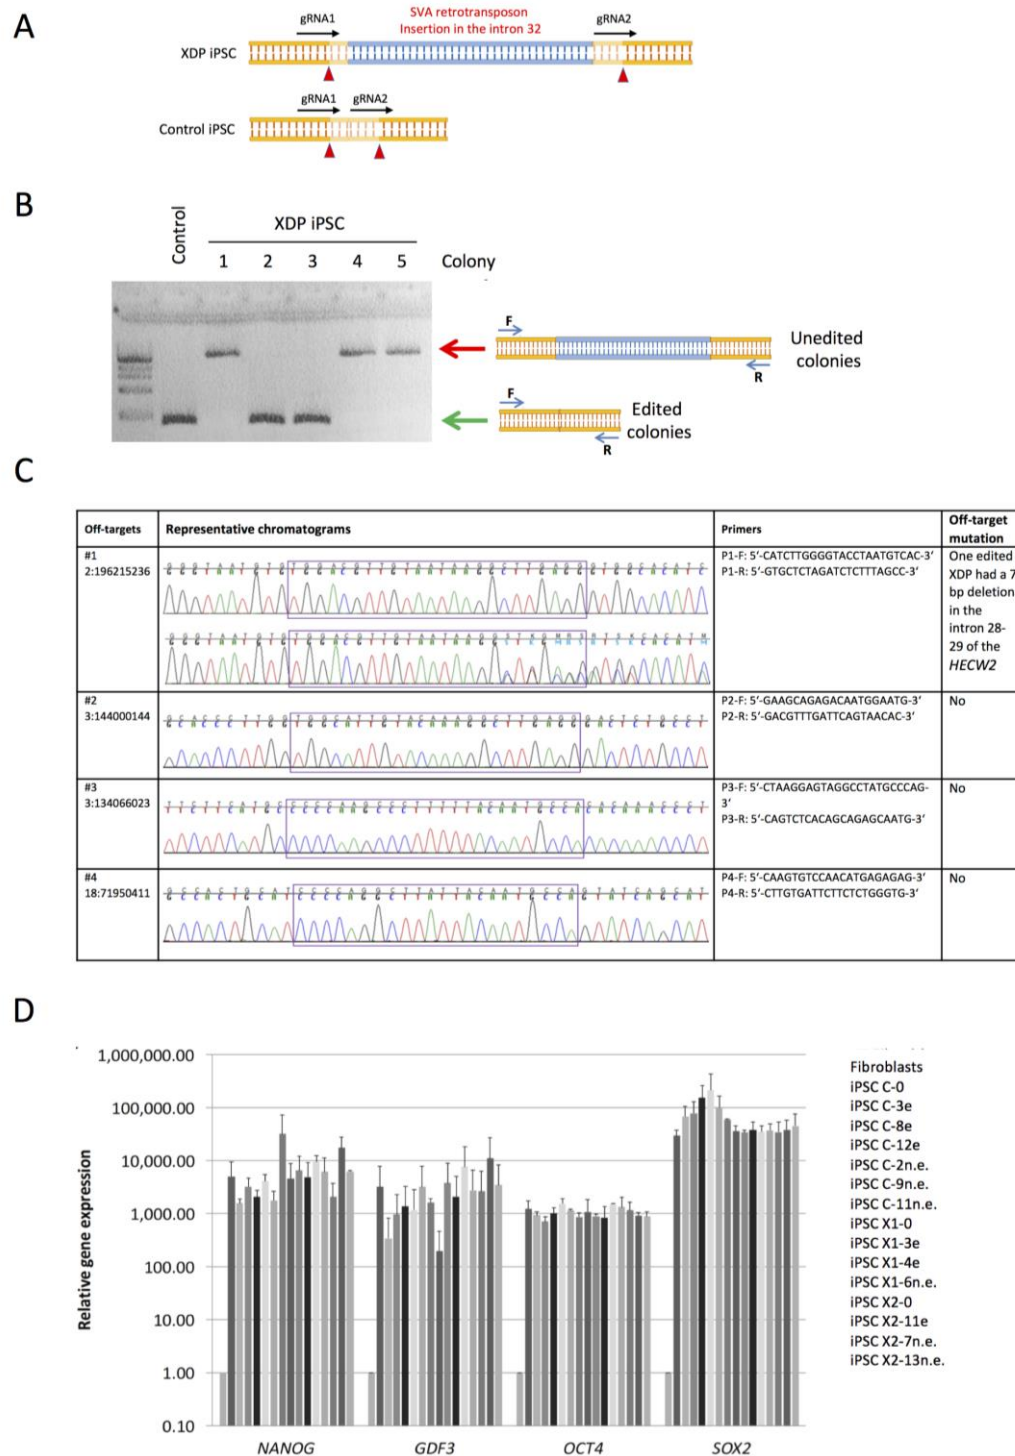 A
SVA retrotransposon
Insertion in the intron 32
gRNA1
gRNA2
XDP iPSC
gRNA1
gRNA2
Control iPSC
B
Control
XDP iPSC
1 2 3 4 5 Colony
F
R
Unedited
colonies
F
R
Edited
colonies
C
Off-targets
Representative chromatograms
Primers
Off-target
mutation
#1
2:196215236
GGGTAATGTGTGGACGTTGTAATAAGGCTTGAGGGTGGCACATC
P1-F: 5‘-CATCTTGGGGTACCTAATGTCAC-3‘
P1-R: 5‘-GTGCTCTAGATCTCTTTAGCC-3‘
One edited
XDP had a 7
bp deletion
in the
intron 28-
29 of the
HECW2
#2
3:144000144
GCACCCTTGGTGGCATTGTACAAAGGCTTGAGGGACTCTGCCT
P2-F: 5‘-GAAGCAGAGACAATGGAATG-3‘
P2-R: 5‘-GACGTTTGATTCAGTAACAC-3‘
No
#3
3:134066023
TTCTTCATGCCCCCAAGCCCTTTTTACAATGCCACACAAACCCT
P3-F: 5‘-CTAAGGAGTAGGCCTATGCCCAG-
3‘
P3-R: 5‘-CAGTCTCACAGCAGAGCAATG-3‘
No
#4
18:71950411
GCCACTGCATCCCCAGGCTTATTACAATGCCAGTATCAGCAT
P4-F: 5‘-CAAGTGTCCAACATGAGAGAG-3‘
P4-R: 5‘-CTTGTGATTCTTCTCTGGGTG-3‘
No
D
Relative gene expression
1,000,000.00
100,000.00
10,000.00
1,000.00
100.00
10.00
1.00
0.10
NANOG GDF3 OCT4 SOX2
Fibroblasts
iPSC C-0
iPSC C-3e
iPSC C-8e
iPSC C-12e
iPSC C-2n.e.
iPSC C-9n.e.
iPSC C-11n.e.
iPSC X1-0
iPSC X1-3e
iPSC X1-4e
iPSC X1-6n.e.
iPSC X2-0
iPSC X2-11e
iPSC X2-7n.e.
iPSC X2-13n.e.